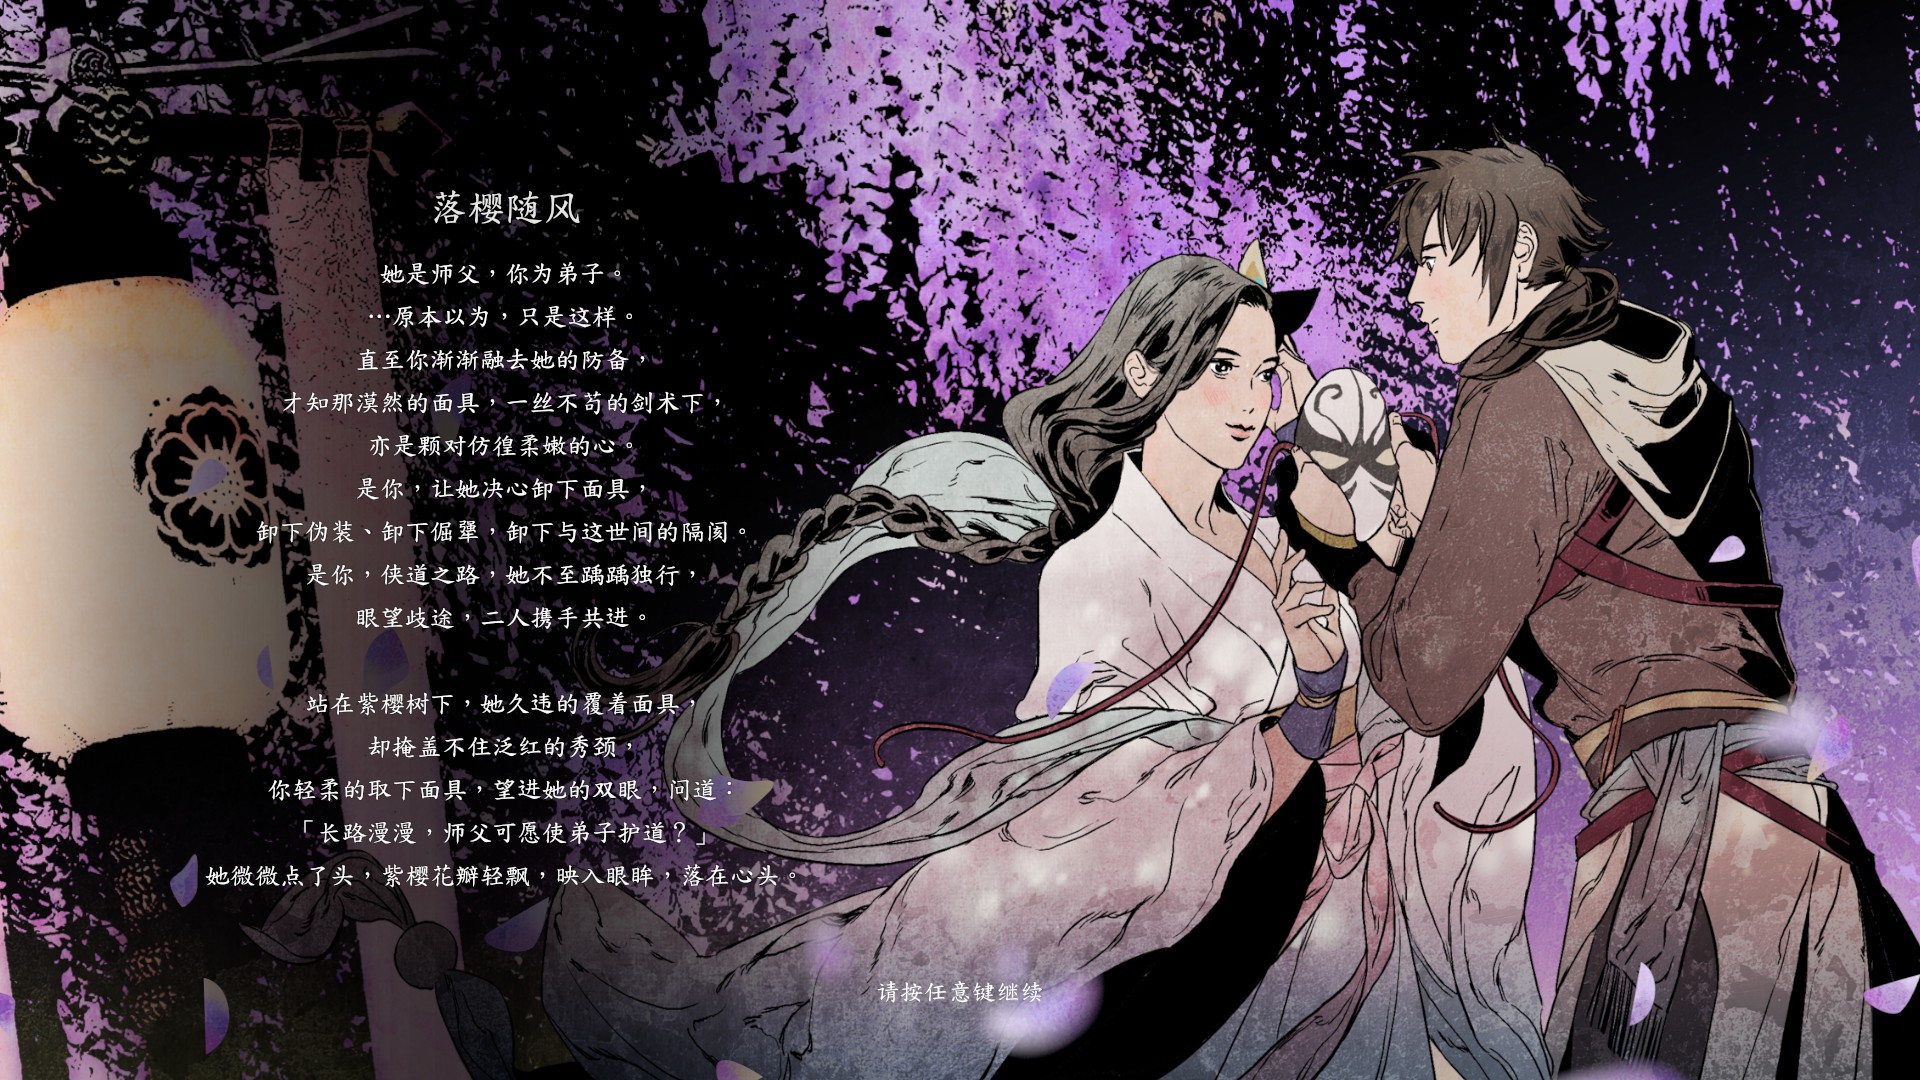 落樱随风
她是师父，你为弟子。
…原本以为，只是这样。
直至你渐渐融去她的防备，
才知那漠然的面具，一丝不苟的剑术下，
亦是颗对仿徨柔嫩的心。
是你，让她决心卸下面具，
卸下伪装、卸下倔犟，卸下与这世间的隔阂。
是你，侠道之路，她不至踽踽独行，
眼望歧途，二人携手共进。
站在紫樱树下，她久违的覆着面具，
却掩盖不住泛红的秀颈，
你轻柔的取下面具，望进她的双眼，问道：
「长路漫漫，师父可愿使弟子护道？」
她微微点了头，紫樱花瓣轻飘，映入眼眸，落在心头。
请按任意键继续